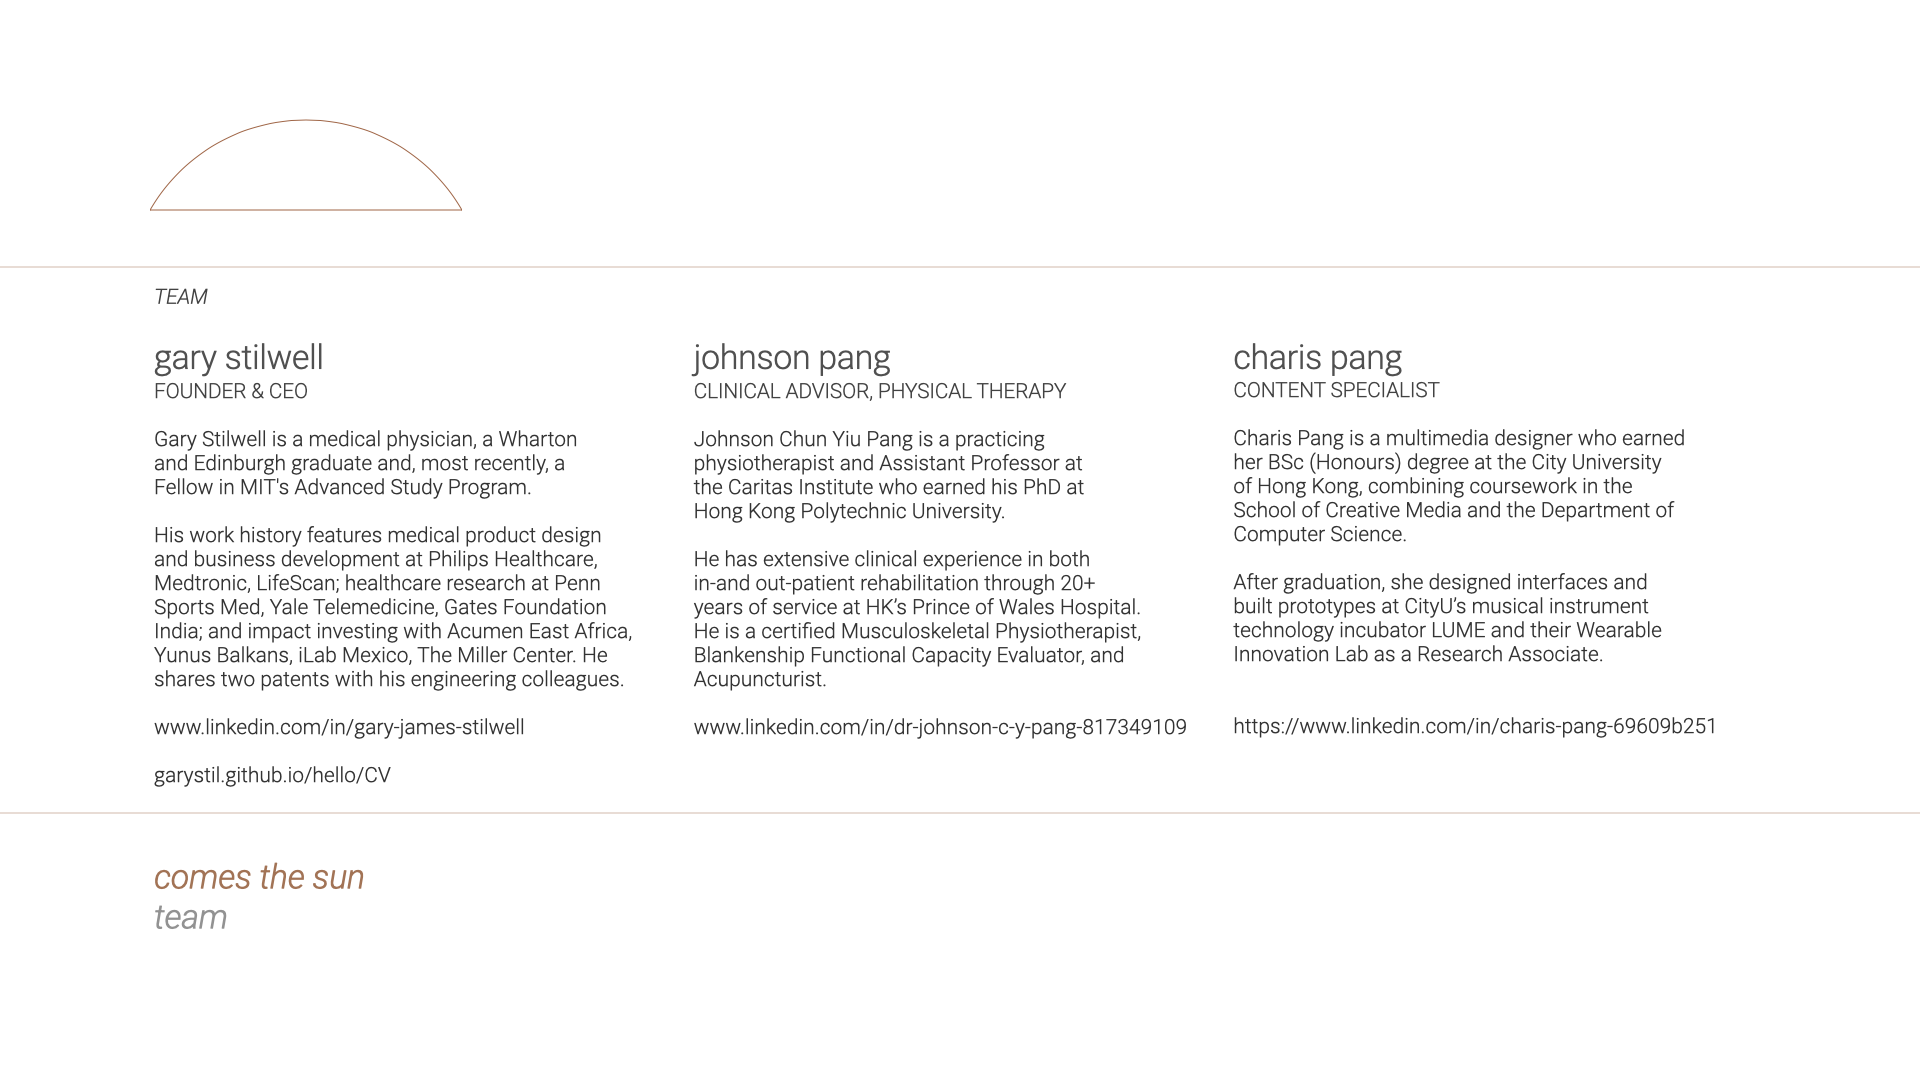 TEAM
gary stilwell
FOUNDER & CEO
Gary Stilwell is a medical physician, a Wharton
and Edinburgh graduate and, most recently, a
Fellow in MIT's Advanced Study Program.
His work history features medical product design
and business development at Philips Healthcare,
Medtronic, LifeScan; healthcare research at Penn
Sports Med, Yale Telemedicine, Gates Foundation
India; and impact investing with Acumen East Africa,
Yunus Balkans, iLab Mexico, The Miller Center. He
shares two patents with his engineering colleagues.
www.linkedin.com/in/gary-james-stilwell
garystil.github.io/hello/CV
johnson pang
CLINICAL ADVISOR, PHYSICAL THERAPY
Johnson Chun Yiu Pang is a practicing
physiotherapist and Assistant Professor at
the Caritas Institute who earned his PhD at
Hong Kong Polytechnic University.
He has extensive clinical experience in both
in-and out-patient rehabilitation through 20+
years of service at HK’s Prince of Wales Hospital.
He is a certified Musculoskeletal Physiotherapist,
Blankenship Functional Capacity Evaluator, and
Acupuncturist.
www.linkedin.com/in/dr-johnson-c-y-pang-817349109
charis pang
CONTENT SPECIALIST
Charis Pang is a multimedia designer who earned
her BSc (Honours) degree at the City University
of Hong Kong, combining coursework in the
School of Creative Media and the Department of
Computer Science.
After graduation, she designed interfaces and
built prototypes at CityU’s musical instrument
technology incubator LUME and their Wearable
Innovation Lab as a Research Associate.
https://www.linkedin.com/in/charis-pang-69609b251
comes the sun
team